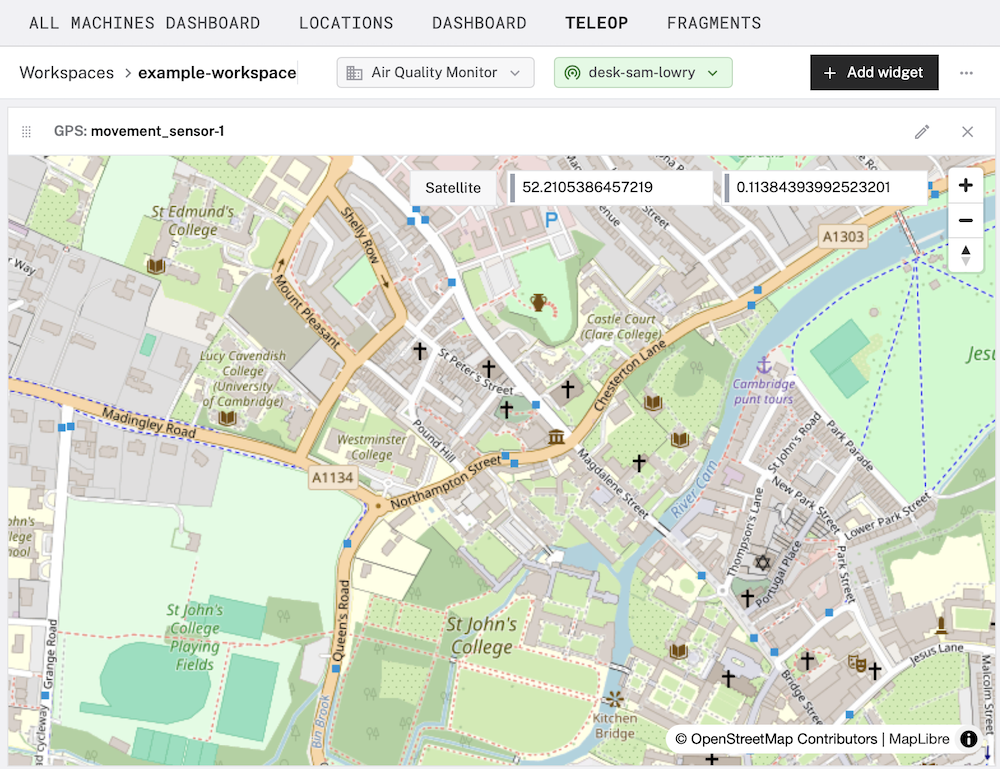 ALL MACHINES DASHBOARD LOCATIONS DASHBOARD TELEOP FRAGMENTS
Workspaces > example-workspace Air Quality Monitor desk-sam-lowry + Add widget ...
GPS: movement_sensor-1
Satellite 52.2105386457219 0.11384393992523201
+
−
P
A1303
Street
St Edmund's
College
Shelly Row
Way
Mount Pleasant
Castle Court
(Clare College)
Chesterton Lane
St Peter's Street
Lucy Cavendish
College
(University
of Cambridge)
Cambridge
punt tours
Madingley Road
Pound Hill
Westminster
College
St John's Road
Park Parade
A1134
Northampton Street
Magdalene Street
River Cam
New Park Street
Lower Park Street
Thompson's Lane
Portugal Place
Park Street
ohn's
llege
ool
St John's
College
Playing
Fields
Queen's Road
St John's
College
Grange Road
Jesus Lane
Malcolm Street
Bridge Street
Kitchen
Bridge
Bin Brook
d cycleway
© OpenStreetMap Contributors | MapLibre